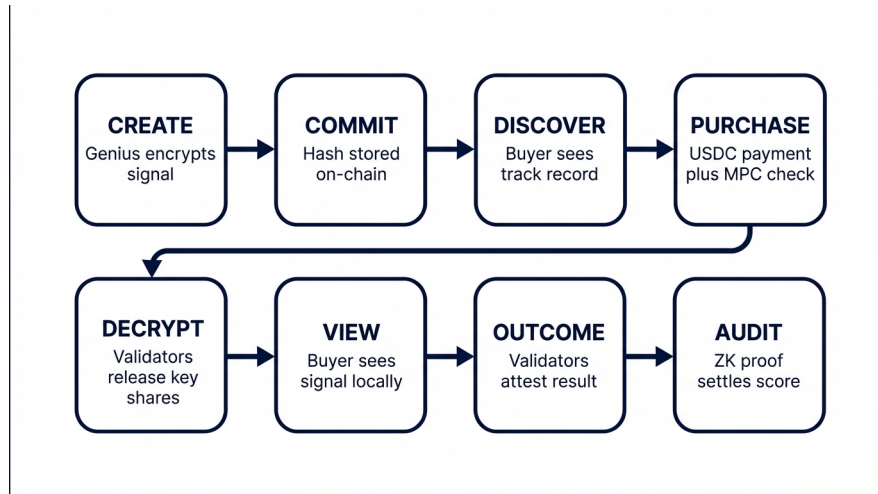 CREATE
Genius encrypts
signal
COMMIT
Hash stored
on-chain
DISCOVER
Buyer sees
track record
PURCHASE
USDC payment
plus MPC check
DECRYPT
Validators
release key
shares
VIEW
Buyer sees
signal locally
OUTCOME
Validators
attest result
AUDIT
ZK proof
settles score